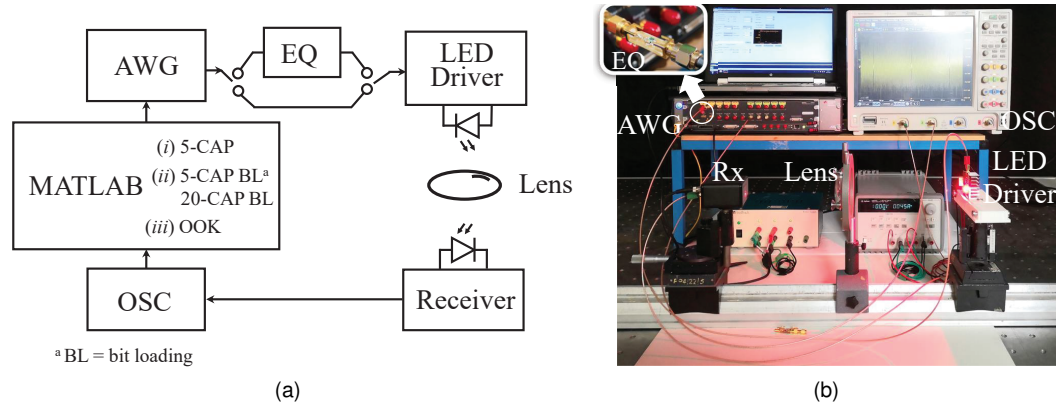 AWG
EQ
LED
Driver
MATLAB
(i) 5-CAP
(ii) 5-CAP BLᵃ
20-CAP BL
(iii) OOK
Lens
OSC
Receiver
ᵃ BL = bit loading
(a)
EQ
AWG
OSC
Rx
Lens
LED
Driver
(b)